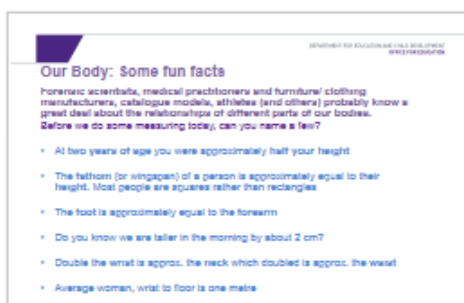 DEPARTMENT FOR EDUCATION AND CHILD DEVELOPMENT
OFFICE FOR EDUCATION
Our Body: Some fun facts
Forensic scientists, medical practitioners and furniture/ clothing
manufacturers, catalogue models, athletes (and others) probably know a
great deal about the relationships of different parts of our bodies.
Before we do some measuring today, can you name a few?
• At two years of age you were approximately half your height
• The fathom (or wingspan) of a person is approximately equal to their
height. Most people are squares rather than rectangles
• The foot is approximately equal to the forearm
• Do you know we are taller in the morning by about 2 cm?
• Double the wrist is approx. the neck which doubled is approx. the waist
• Average woman, wrist to floor is one metre